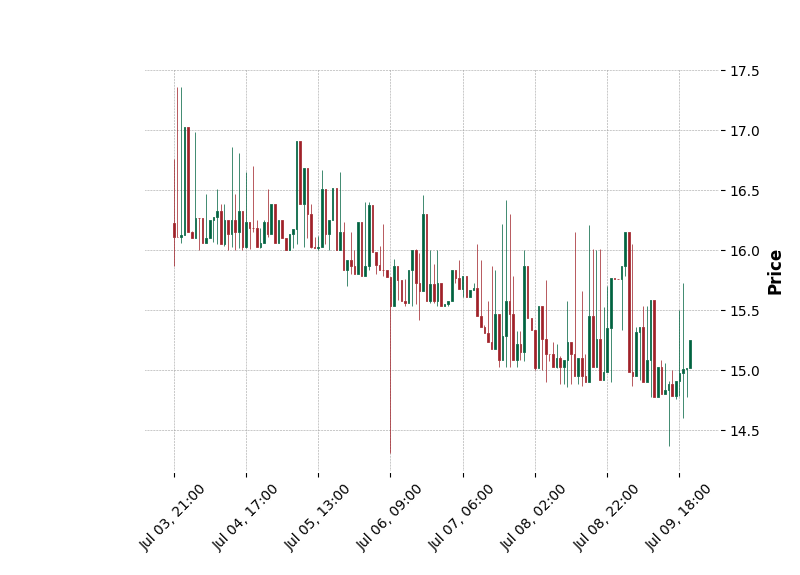 17.5
17.0
16.5
16.0
15.5
15.0
14.5
Price
Jul 03, 21:00
Jul 04, 17:00
Jul 05, 13:00
Jul 06, 09:00
Jul 07, 06:00
Jul 08, 02:00
Jul 08, 22:00
Jul 09, 18:00